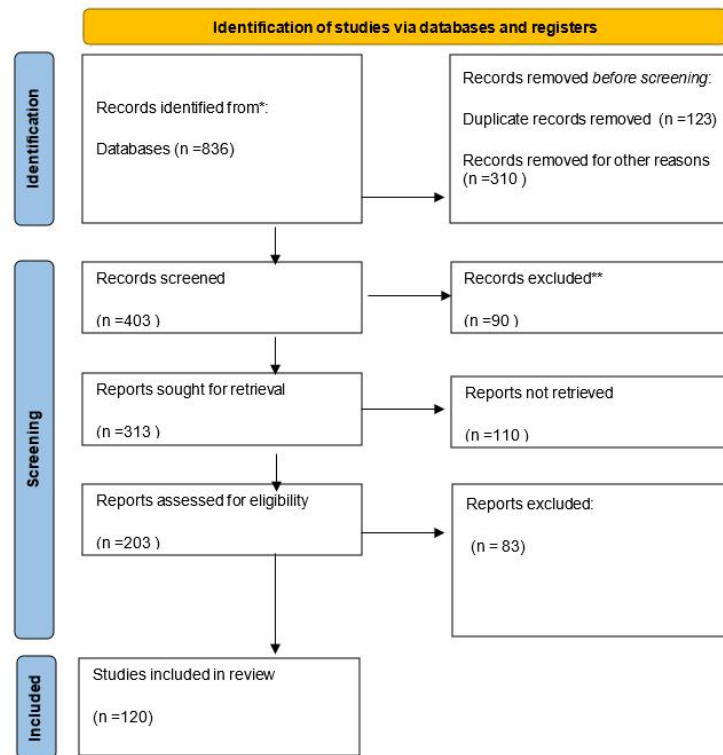 Identification of studies via databases and registers
Identification
Records identified from*:
Databases (n =836)
Records removed before screening:
Duplicate records removed (n =123)
Records removed for other reasons
(n =310 )
Screening
Records screened
(n =403 )
Records excluded**
(n =90 )
Reports sought for retrieval
(n =313 )
Reports not retrieved
(n =110 )
Reports assessed for eligibility
(n =203 )
Reports excluded:
(n = 83)
Included
Studies included in review
(n =120)